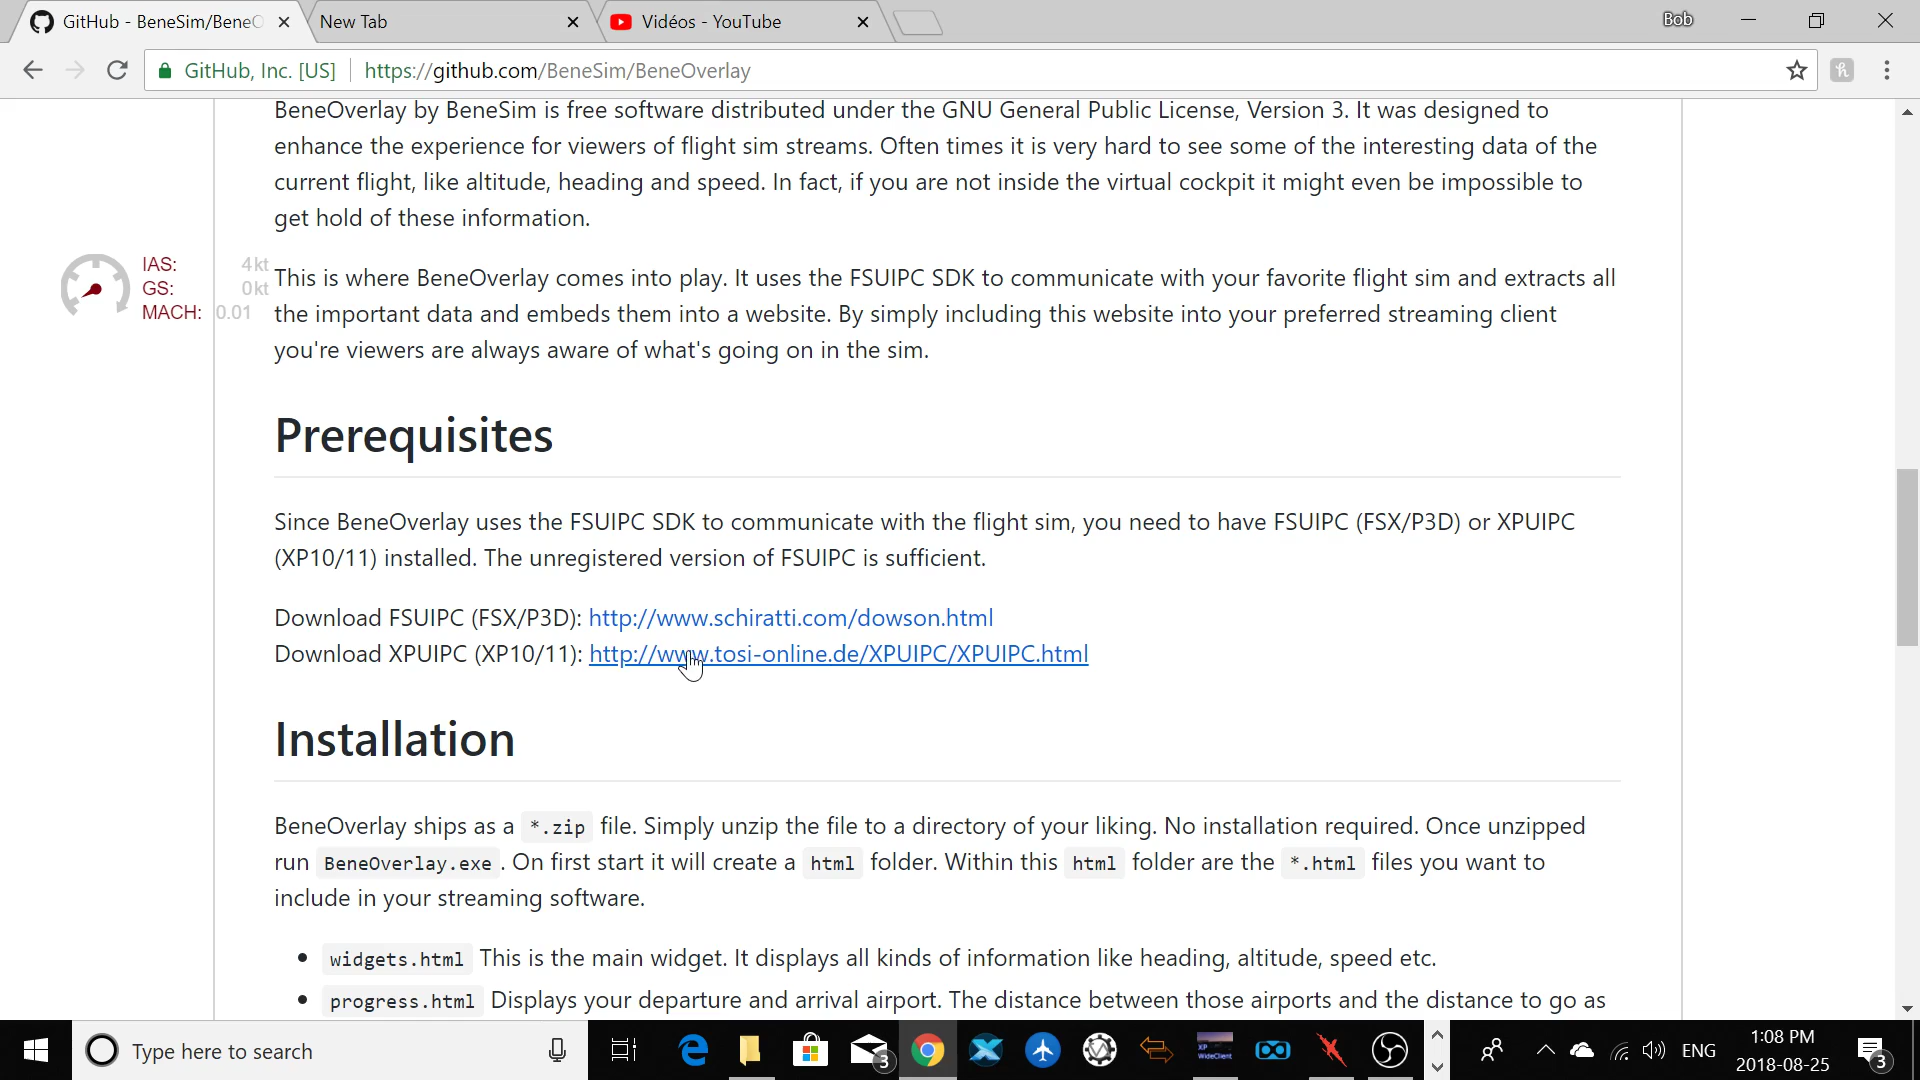 GitHub - BeneSim/BeneO
New Tab
Vidéos - YouTube
Bob
GitHub, Inc. [US]
https://github.com/BeneSim/BeneOverlay
BeneOverlay by BeneSim is free software distributed under the GNU General Public License, Version 3. It was designed to
enhance the experience for viewers of flight sim streams. Often times it is very hard to see some of the interesting data of the
current flight, like altitude, heading and speed. In fact, if you are not inside the virtual cockpit it might even be impossible to
get hold of these information.
IAS: 4 kt
GS: 0 kt
MACH: 0.01
This is where BeneOverlay comes into play. It uses the FSUIPC SDK to communicate with your favorite flight sim and extracts all
the important data and embeds them into a website. By simply including this website into your preferred streaming client
you're viewers are always aware of what's going on in the sim.
Prerequisites
Since BeneOverlay uses the FSUIPC SDK to communicate with the flight sim, you need to have FSUIPC (FSX/P3D) or XPUIPC
(XP10/11) installed. The unregistered version of FSUIPC is sufficient.
Download FSUIPC (FSX/P3D): http://www.schiratti.com/dowson.html
Download XPUIPC (XP10/11): http://www.tosi-online.de/XPUIPC/XPUIPC.html
Installation
BeneOverlay ships as a *.zip file. Simply unzip the file to a directory of your liking. No installation required. Once unzipped
run BeneOverlay.exe . On first start it will create a html folder. Within this html folder are the *.html files you want to
include in your streaming software.
• widgets.html This is the main widget. It displays all kinds of information like heading, altitude, speed etc.
• progress.html Displays your departure and arrival airport. The distance between those airports and the distance to go as
Type here to search
3
XP
WideClient
ENG
1:08 PM
2018-08-25
3